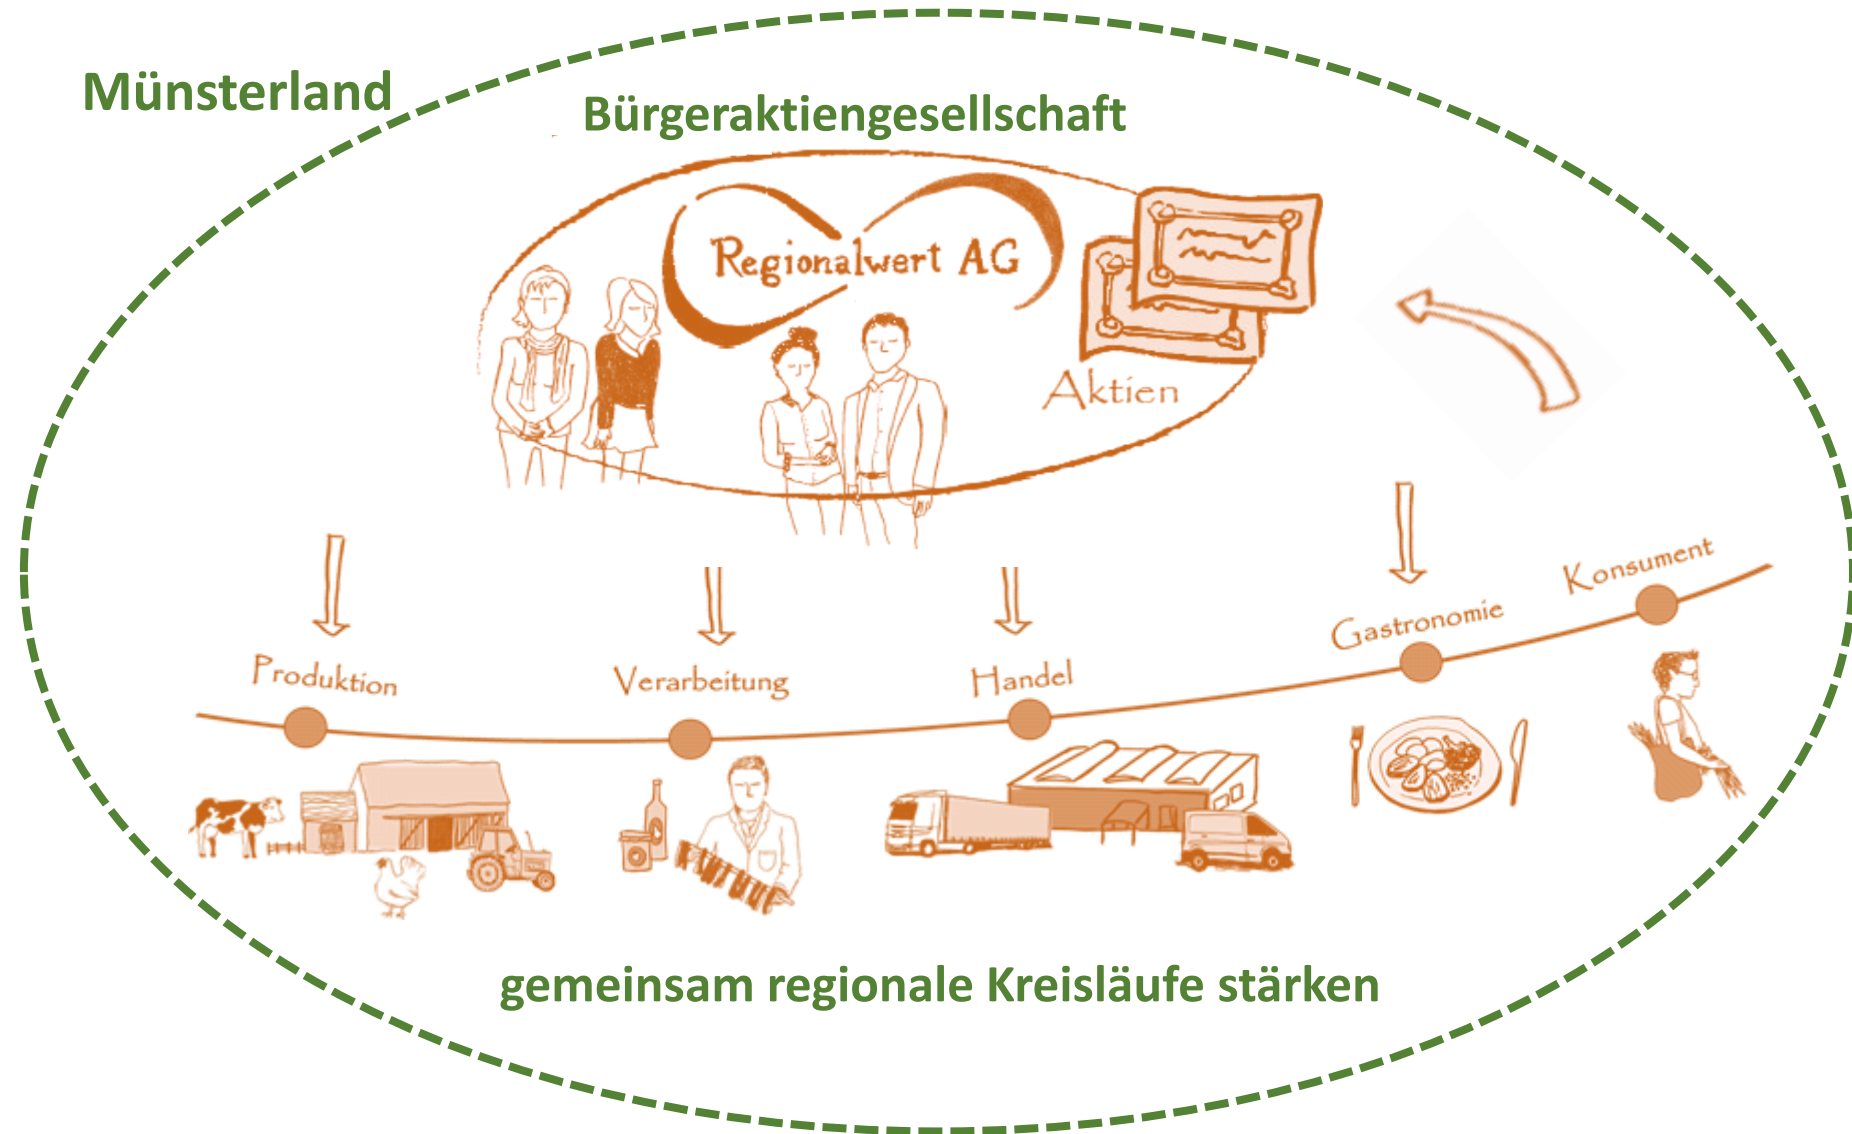 Münsterland
Bürgeraktiengesellschaft
Regionalwert AG
Aktien
Produktion
Verarbeitung
Handel
Gastronomie
Konsument
gemeinsam regionale Kreisläufe stärken